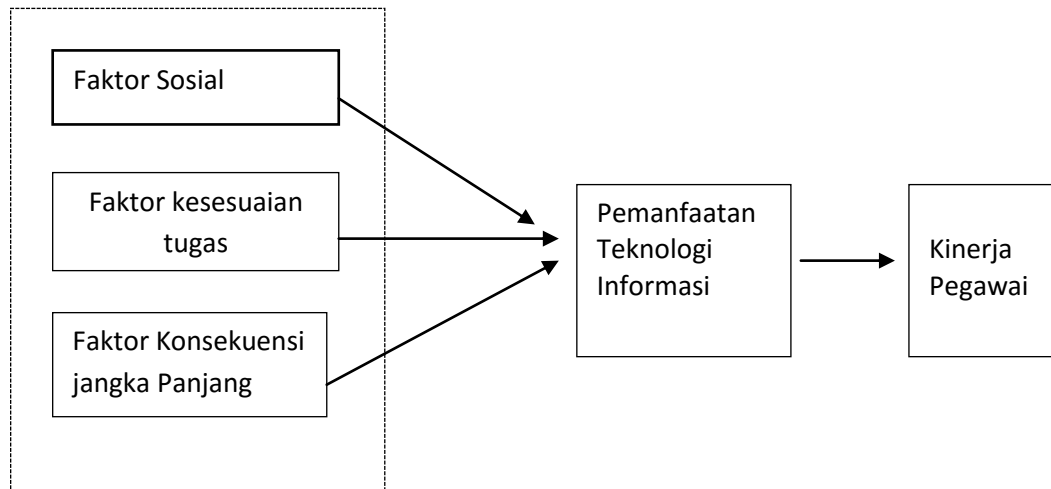 Faktor Sosial
Faktor kesesuaian
tugas
Faktor Konsekuensi
jangka Panjang
Pemanfaatan
Teknologi
Informasi
Kinerja
Pegawai